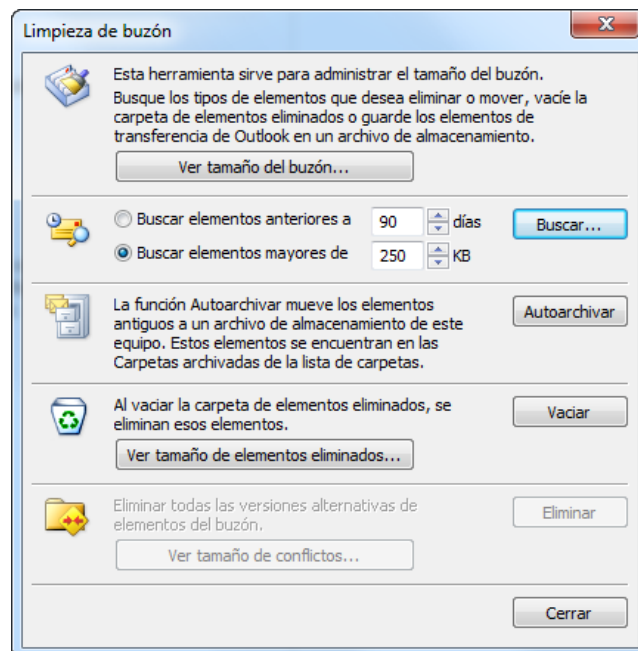 Limpieza de buzón
Esta herramienta sirve para administrar el tamaño del buzón.
Busque los tipos de elementos que desea eliminar o mover, vacíe la
carpeta de elementos eliminados o guarde los elementos de
transferencia de Outlook en un archivo de almacenamiento.
Ver tamaño del buzón...
Buscar elementos anteriores a 90 días
Buscar...
Buscar elementos mayores de 250 KB
La función Autoarchivar mueve los elementos
antiguos a un archivo de almacenamiento de este
equipo. Estos elementos se encuentran en las
Carpetas archivadas de la lista de carpetas.
Autoarchivar
Al vaciar la carpeta de elementos eliminados, se
eliminan esos elementos.
Vaciar
Ver tamaño de elementos eliminados...
Eliminar todas las versiones alternativas de
elementos del buzón.
Eliminar
Ver tamaño de conflictos...
Cerrar